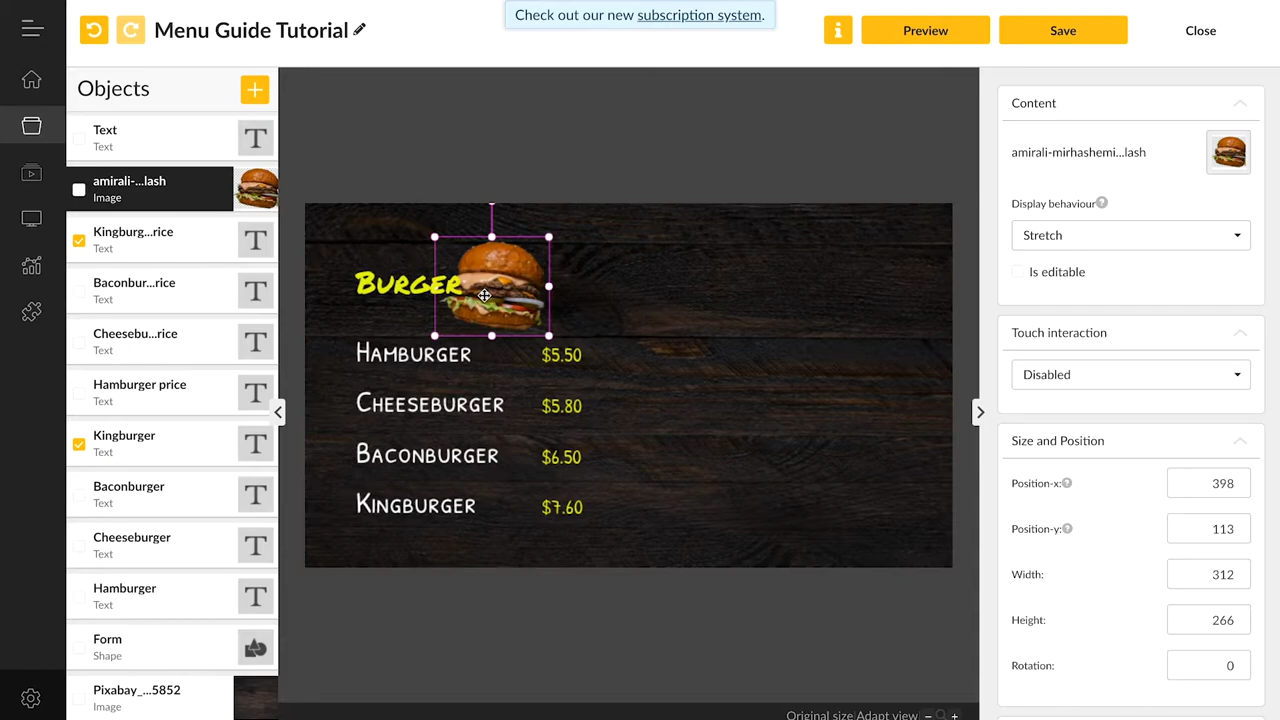 Check out our new subscription system.
Menu Guide Tutorial
Preview
Save
Close
Objects
Text
Text
amirali-...lash
Image
Kingburg...rice
Text
Baconbur...rice
Text
Cheesebu...rice
Text
Hamburger price
Text
Kingburger
Text
Baconburger
Text
Cheeseburger
Text
Hamburger
Text
Form
Shape
Pixabay_...5852
Image
Burger
Hamburger $5.50
Cheeseburger $5.80
Baconburger $6.50
Kingburger $7.60
Original size Adapt view
Content
amirali-mirhashemi...lash
Display behaviour
Stretch
Is editable
Touch interaction
Disabled
Size and Position
Position-x: 398
Position-y: 113
Width: 312
Height: 266
Rotation: 0